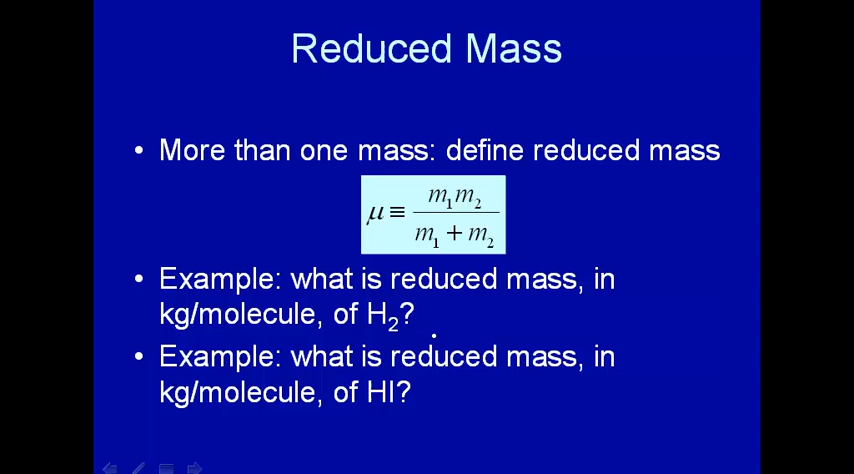 Reduced Mass
• More than one mass: define reduced mass
μ ≡ m₁m₂ / (m₁ + m₂)
• Example: what is reduced mass, in
kg/molecule, of H₂?
• Example: what is reduced mass, in
kg/molecule, of HI?